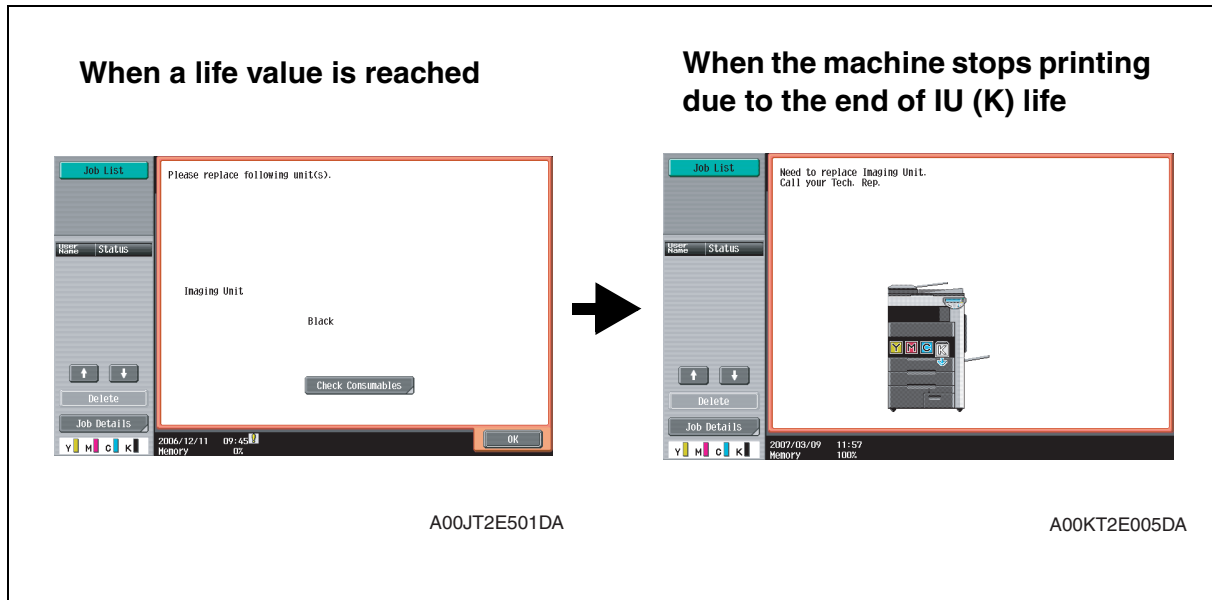 When a life value is reached
Job List
Please replace following unit(s).
User Name
Status
Imaging Unit
Black
Check Consumables
Delete
Job Details
Y M C K
2006/12/11 09:45
Memory 0%
OK
A00JT2E501DA
When the machine stops printing
due to the end of IU (K) life
Job List
Need to replace Imaging Unit.
Call your Tech. Rep.
User Name
Status
Y M C K
Delete
Job Details
Y M C K
2007/03/09 11:57
Memory 100%
A00KT2E005DA